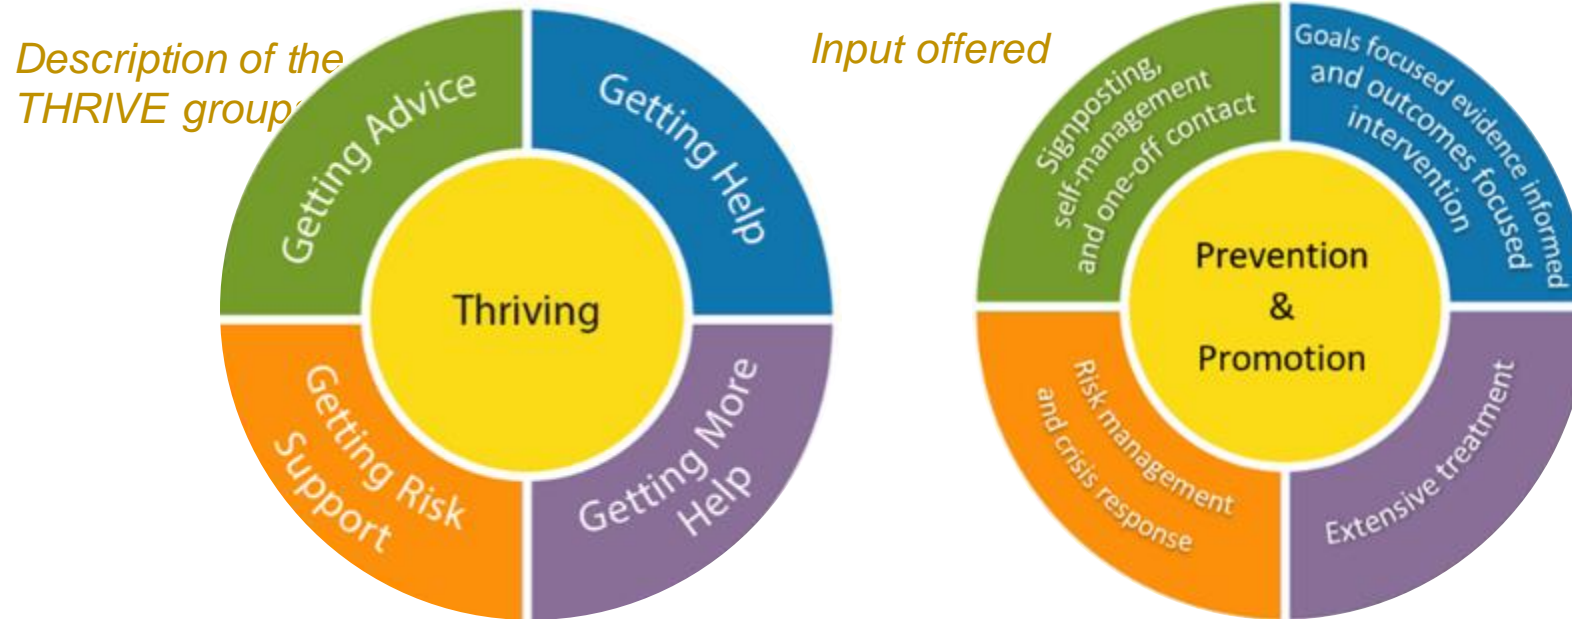 Description of the
THRIVE group
Getting Advice
Getting Help
Thriving
Getting Risk
Support
Getting More
Help
Input offered
Signposting,
self-management
and one-off contact
Goals focused evidence informed
and outcomes focused
intervention
Prevention
&
Promotion
Risk management
and crisis response
Extensive treatment